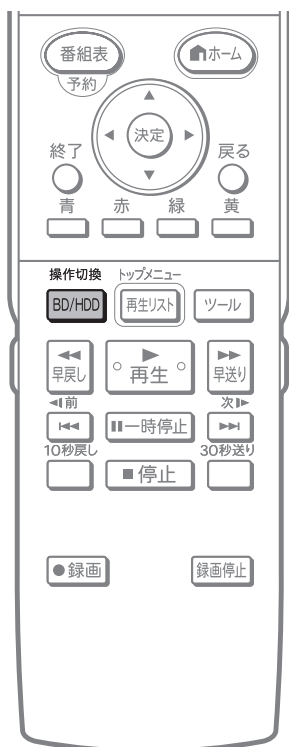 番組表
ホーム
予約
決定
終了
戻る
青 赤 緑 黄
操作切換 トップメニュー
BD/HDD 再生リスト ツール
早戻し 再生 早送り
前 次
一時停止
10秒戻し 30秒送り
停止
録画 録画停止